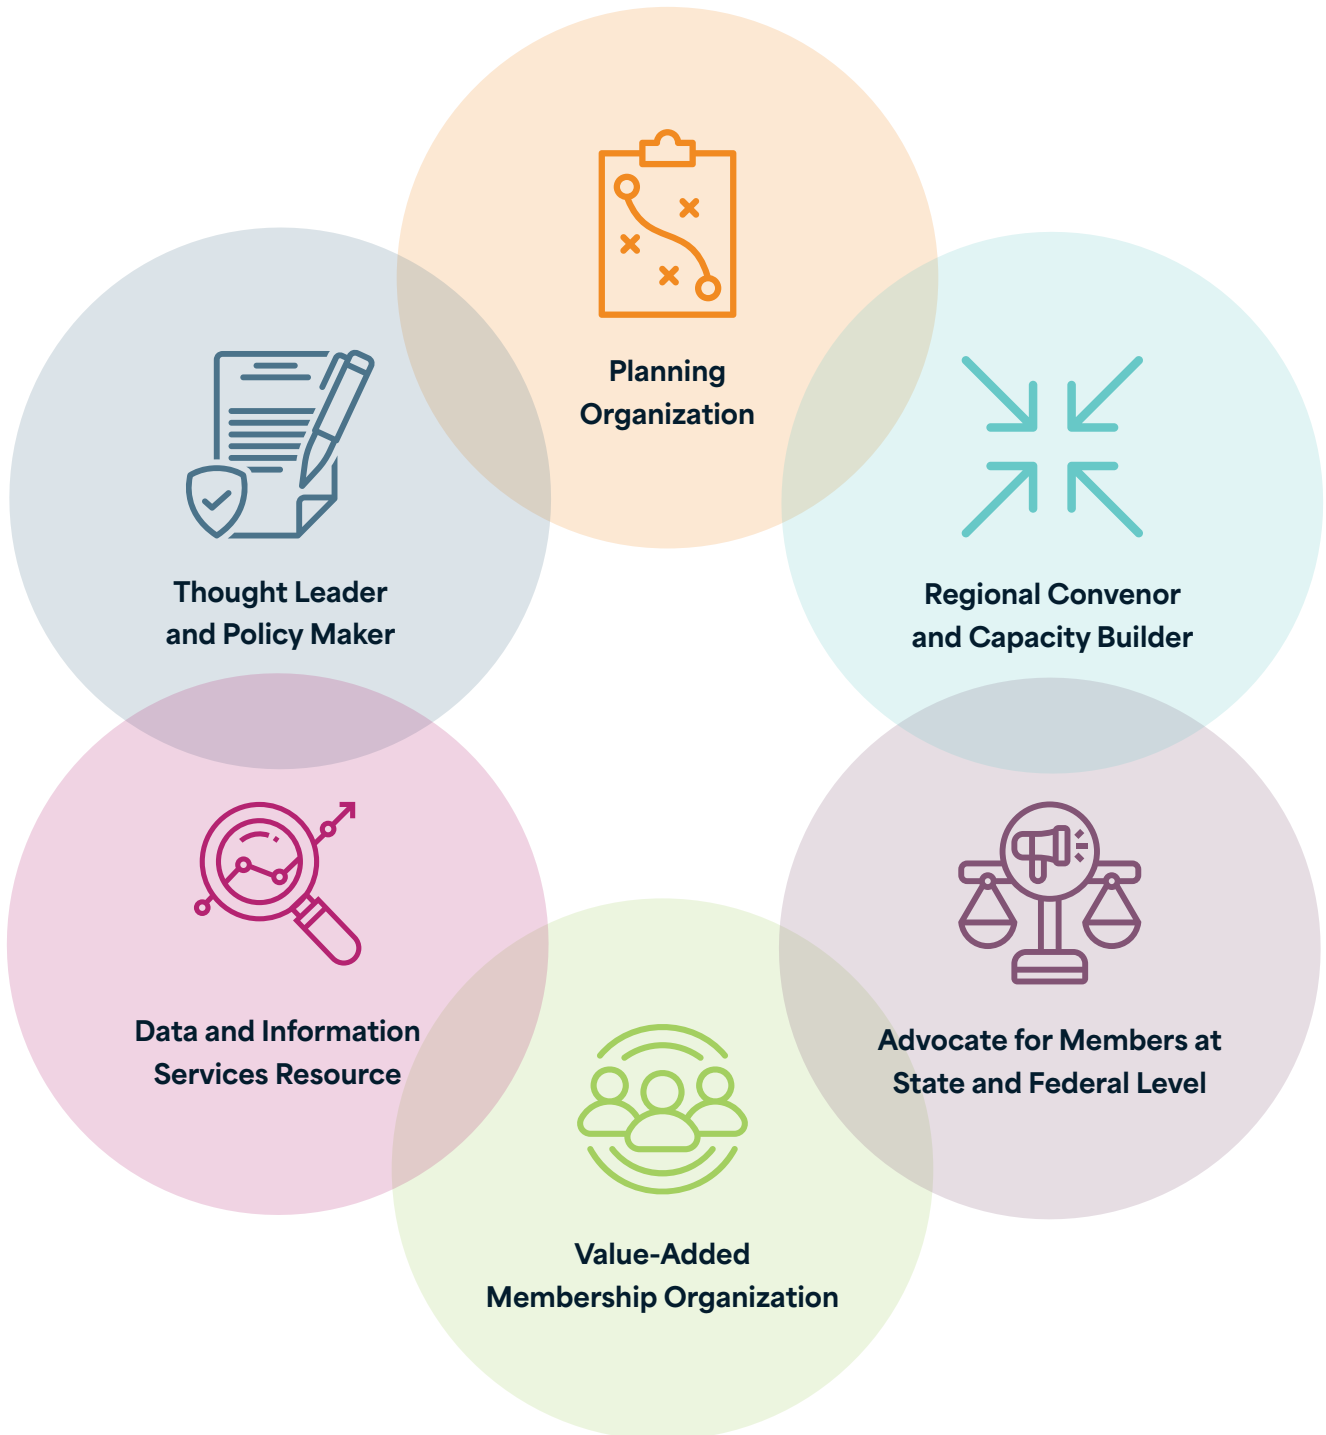 Planning
Organization
Thought Leader
and Policy Maker
Regional Convenor
and Capacity Builder
Data and Information
Services Resource
Advocate for Members at
State and Federal Level
Value-Added
Membership Organization